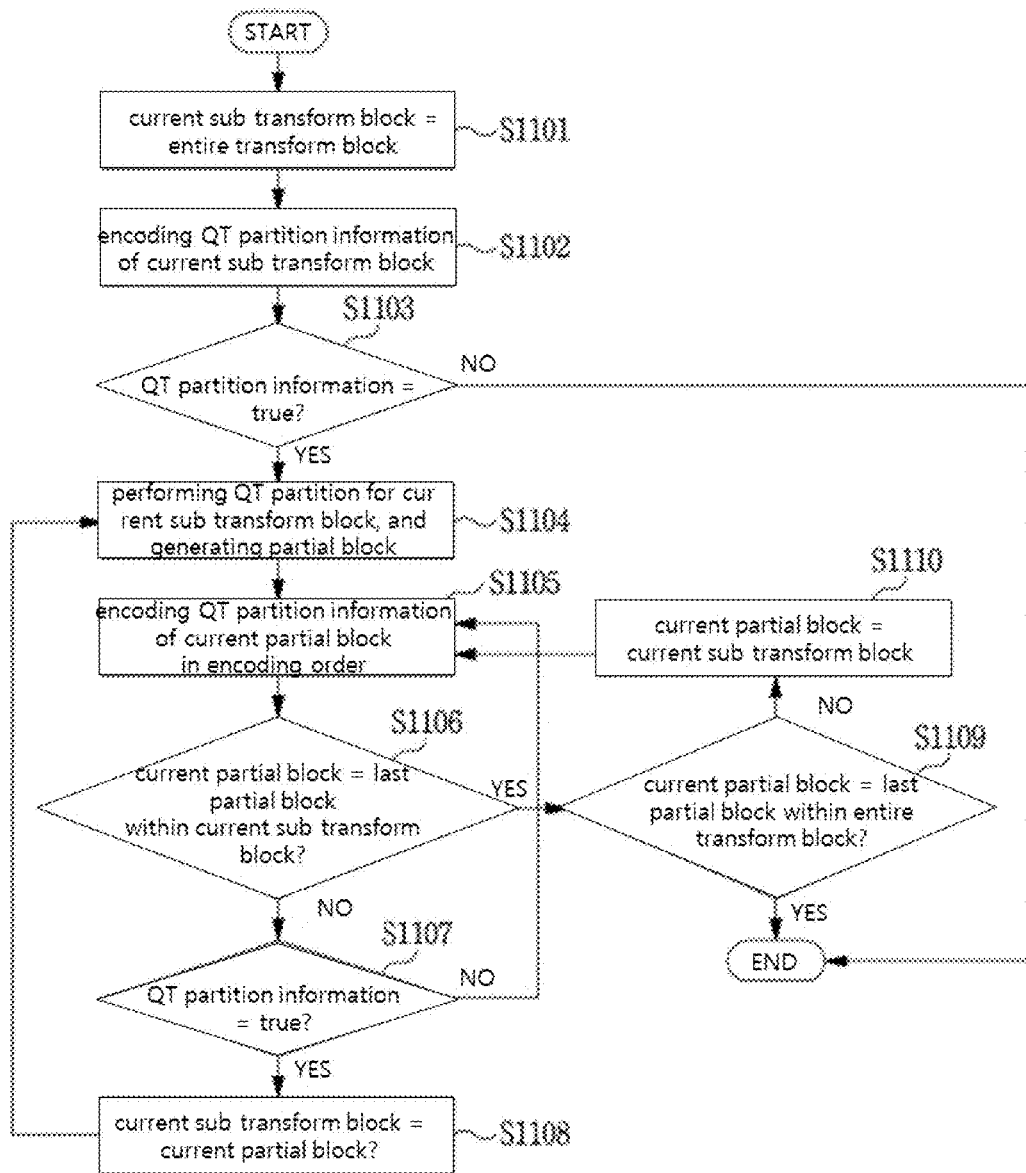 START
current sub transform block =
entire transform block
S1101
encoding QT partition information
of current sub transform block
S1102
S1103
QT partition information =
true?
NO
YES
performing QT partition for cur
rent sub transform block, and
generating partial block
S1104
S1105
encoding QT partition information
of current partial block
in encoding order
S1110
current partial block =
current sub transform block
NO
S1106
current partial block = last
partial block
within current sub transform
block?
YES
S1109
current partial block = last
partial block within entire
transform block?
NO
YES
END
S1107
QT partition information
= true?
NO
YES
current sub transform block =
current partial block?
S1108